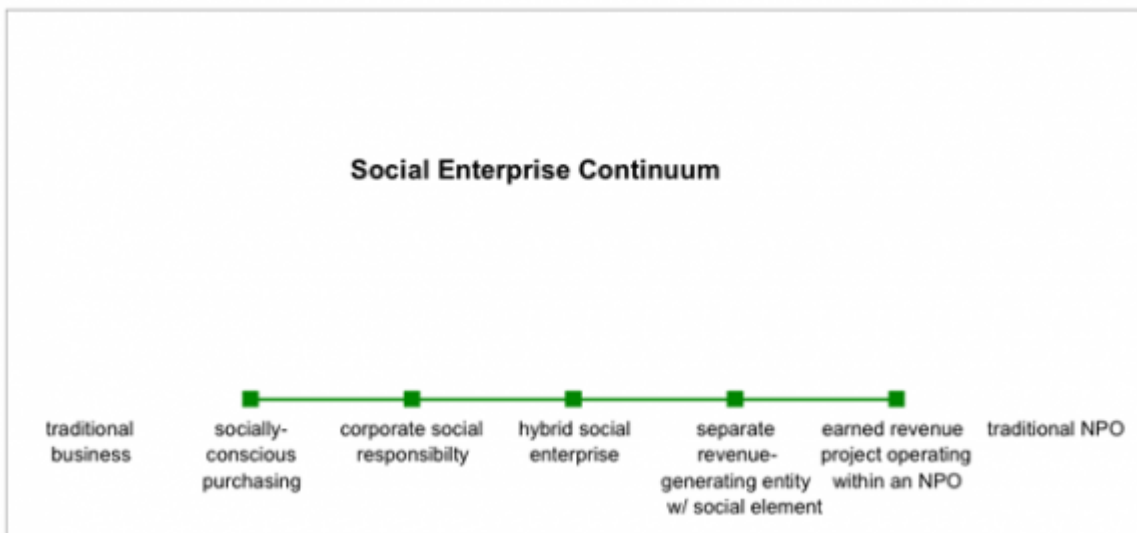 Social Enterprise Continuum
traditional
business
socially-
conscious
purchasing
corporate social
responsibilty
hybrid social
enterprise
separate
revenue-
generating entity
w/ social element
earned revenue
project operating
within an NPO
traditional NPO